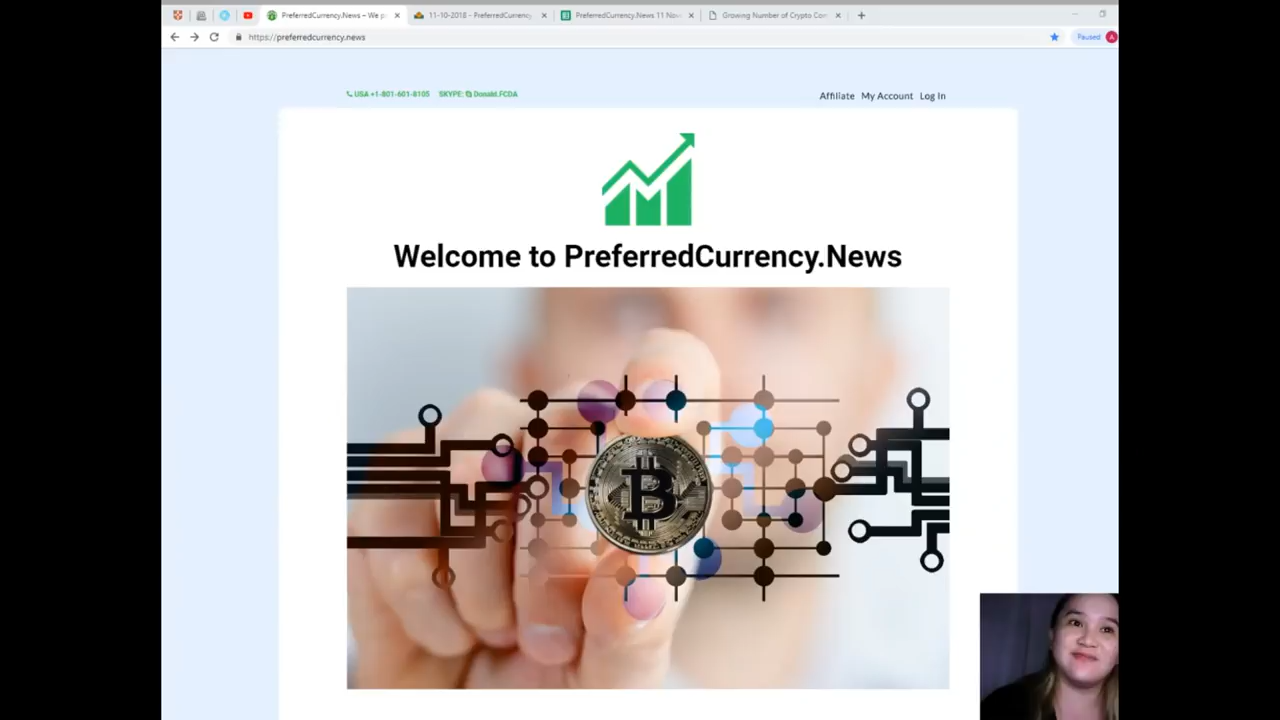 PreferredCurrency.News – We p
11-10-2018 - PreferredCurrency
PreferredCurrency.News 11 Nov
Growing Number of Crypto Com
https://preferredcurrency.news
Paused
A
USA +1-801-601-8105 SKYPE: Donald.FCDA
Affiliate My Account Log In
Welcome to PreferredCurrency.News